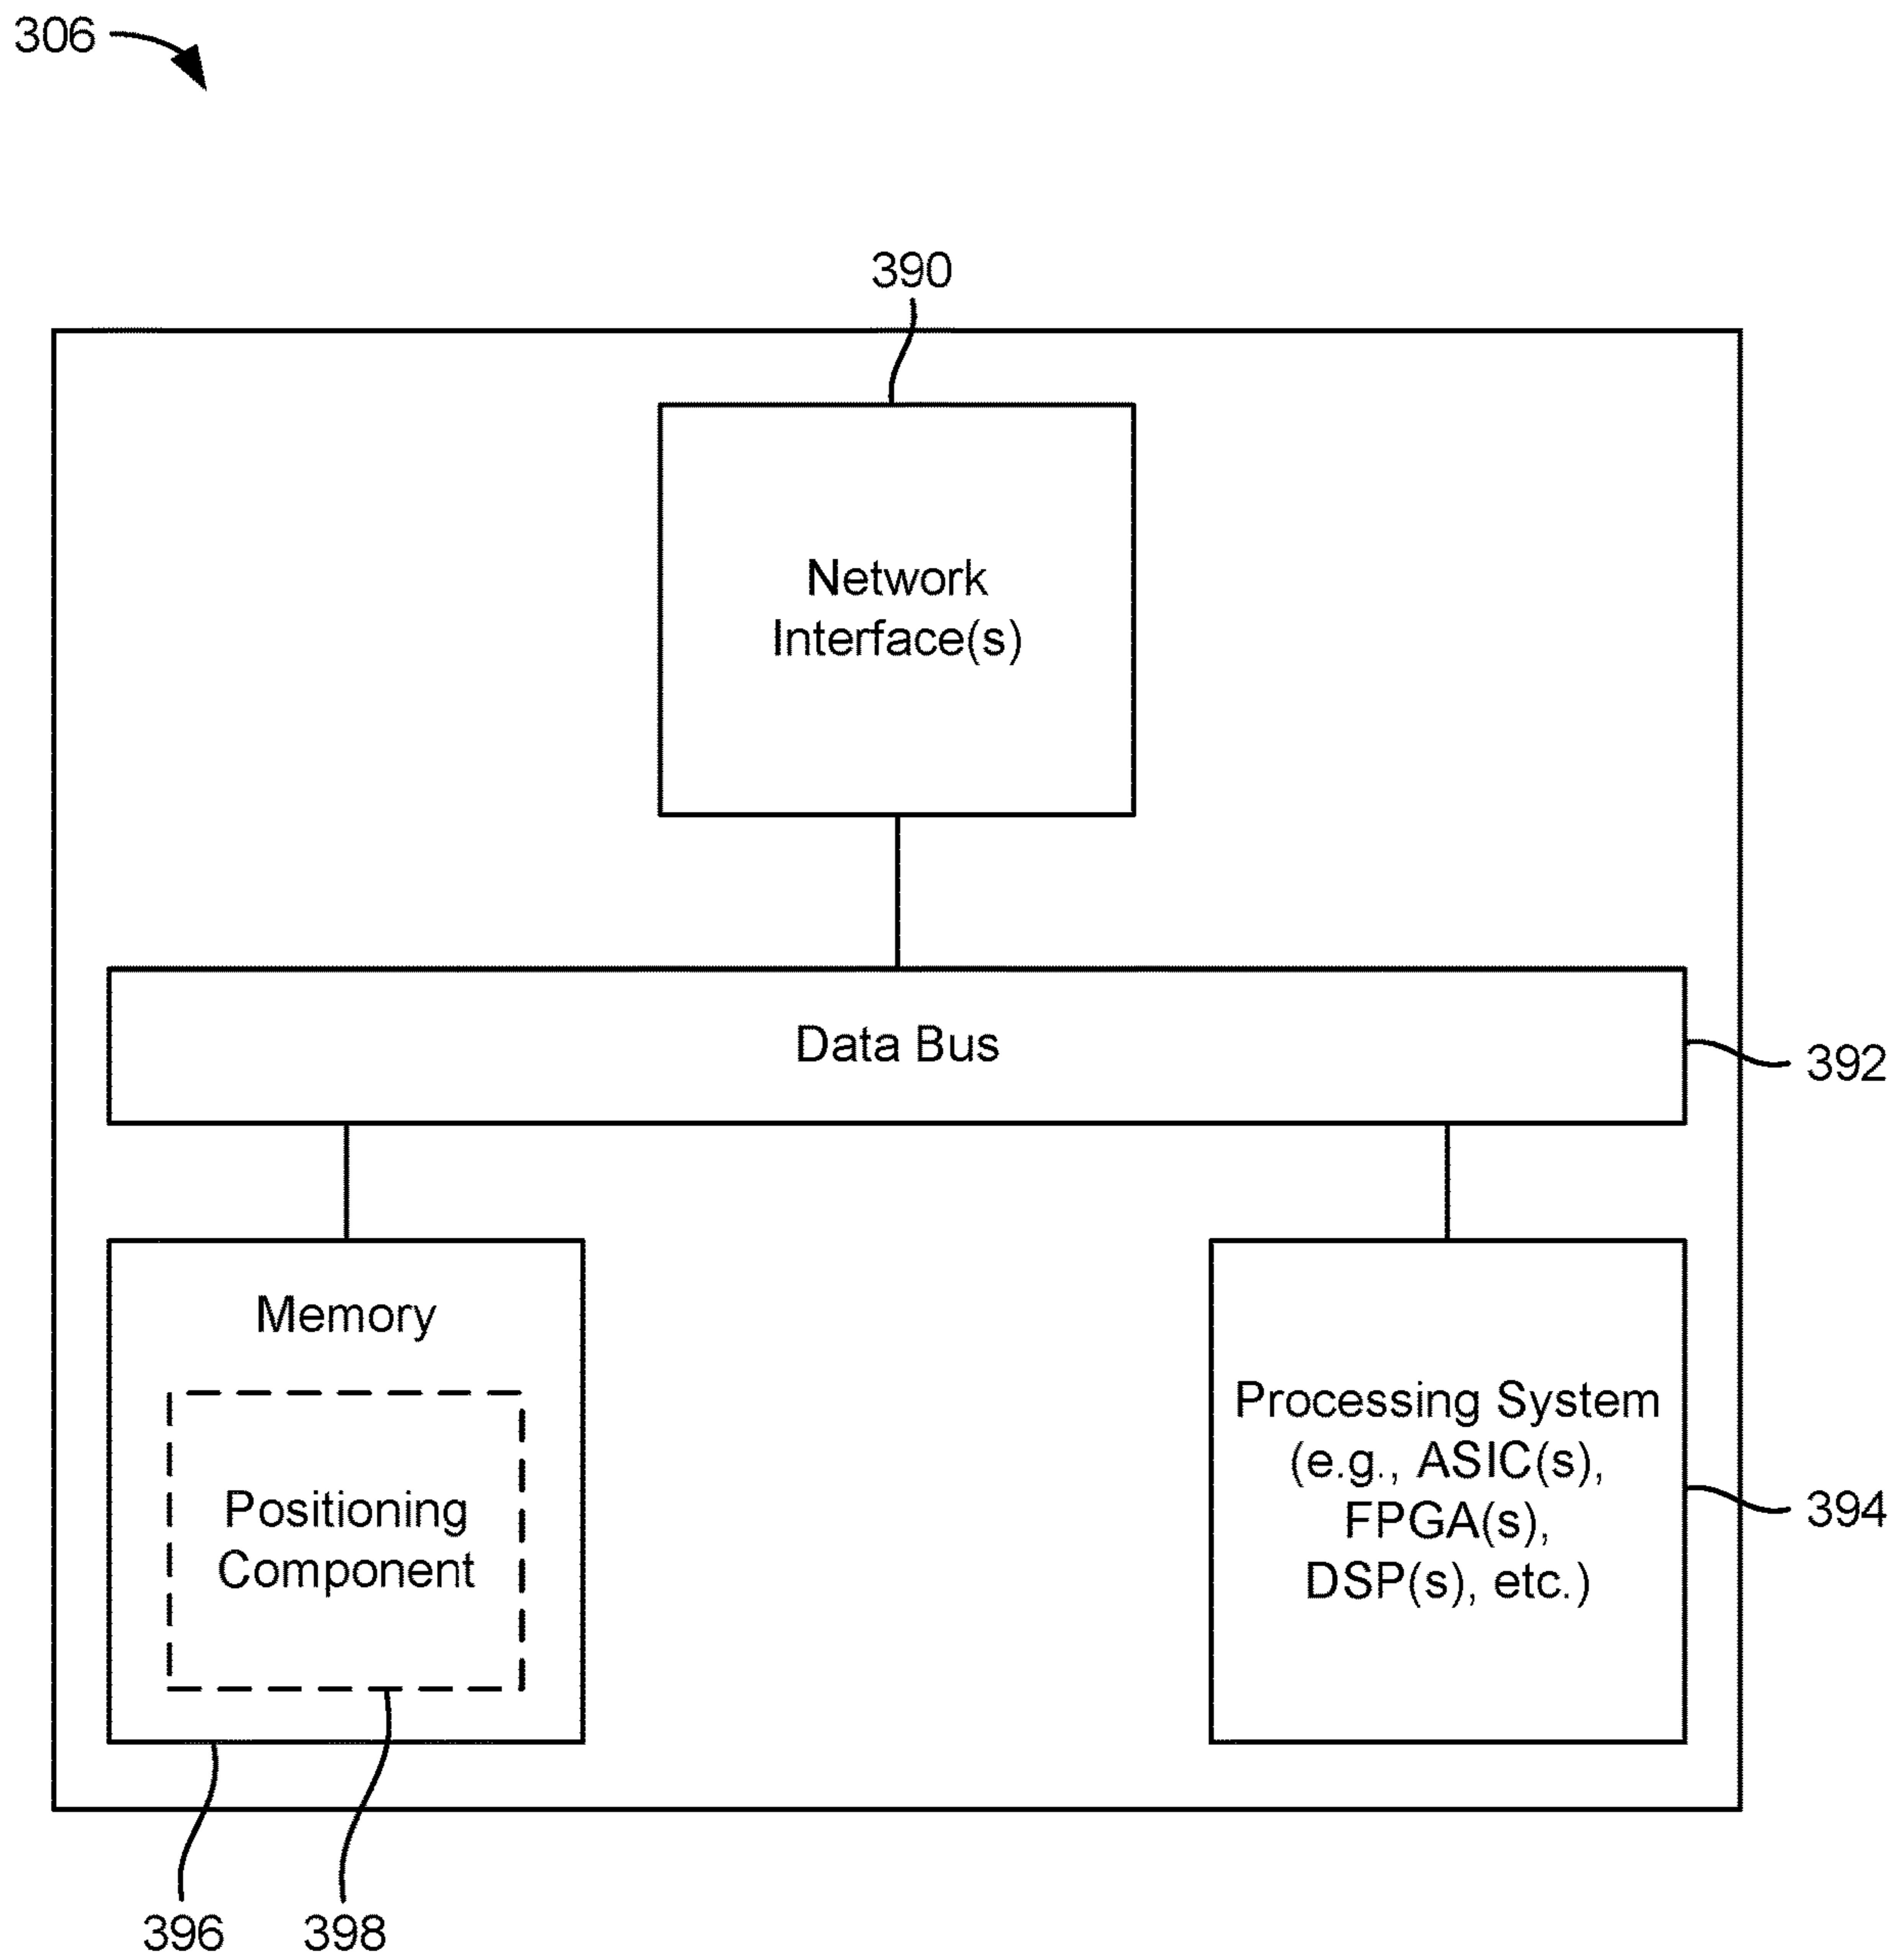 306
390
Network
Interface(s)
Data Bus
392
Memory
Positioning
Component
Processing System
(e.g., ASIC(s),
FPGA(s),
DSP(s), etc.)
394
396
398